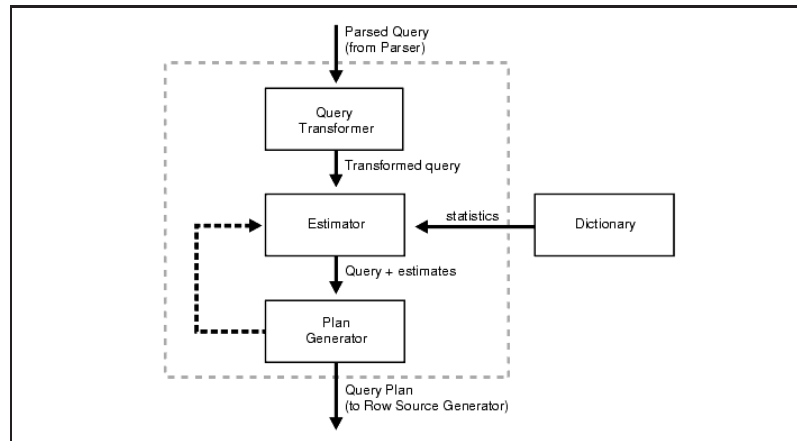 Parsed Query
(from Parser)
Query
Transformer
Transformed query
Estimator
statistics
Dictionary
Query + estimates
Plan
Generator
Query Plan
(to Row Source Generator)